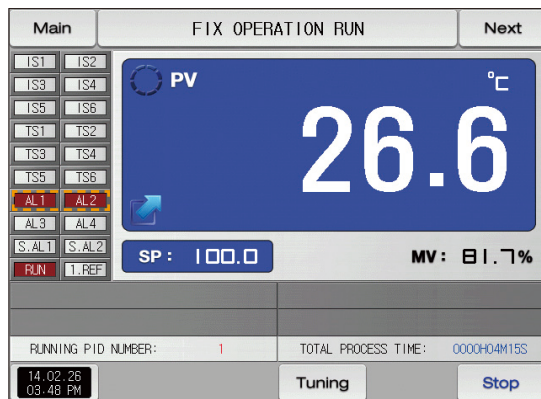 Main FIX OPERATION RUN Next
IS1 IS2
IS3 IS4
IS5 IS6
TS1 TS2
TS3 TS4
TS5 TS6
AL1 AL2
AL3 AL4
S.AL1 S.AL2
RUN 1.REF
PV °C
26.6
SP : 100.0 MV : 81.7%
RUNNING PID NUMBER: 1 TOTAL PROCESS TIME: 0000H04M15S
14.02.26
03:48 PM
Tuning Stop